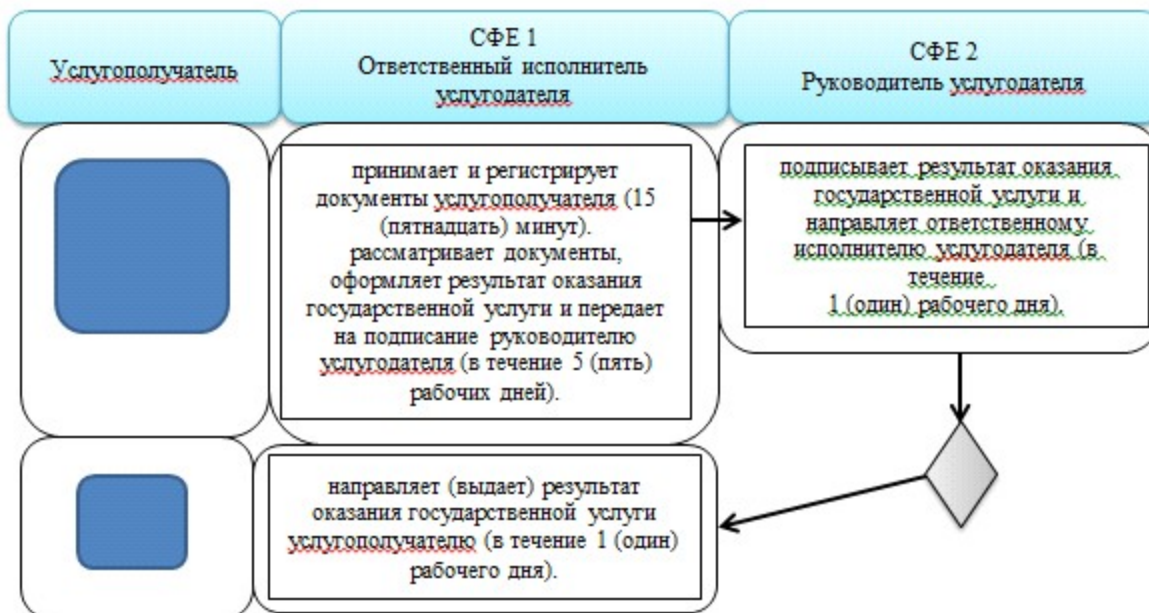 Услугополучатель
СФЕ 1
Ответственный исполнитель
услугодателя
СФЕ 2
Руководитель услугодателя
принимает и регистрирует
документы услугополучателя (15
(пятнадцать) минут).
рассматривает документы,
оформляет результат оказания
государственной услуги и передает
на подписание руководителю
услугодателя (в течение 5 (пять)
рабочих дней).
подписывает результат оказания
государственной услуги и
направляет ответственному
исполнителю услугодателя (в
течение
1 (один) рабочего дня).
направляет (выдает) результат
оказания государственной услуги
услугополучателю (в течение 1 (один)
рабочего дня).